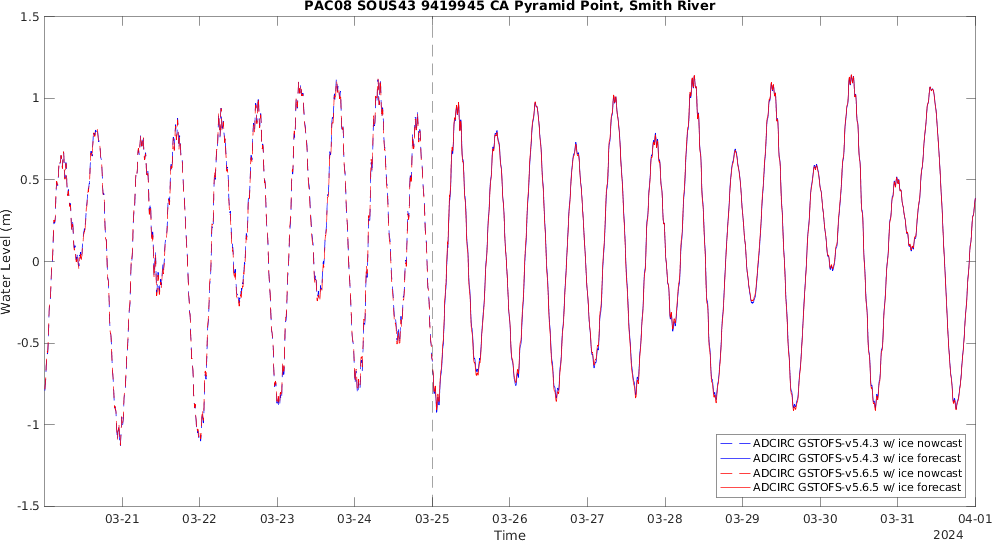 PAC08 SOUS43 9419945 CA Pyramid Point, Smith River
1.5
1
0.5
0
-0.5
-1
-1.5
Water Level (m)
ADCIRC GSTOFS-v5.4.3 w/ ice nowcast
ADCIRC GSTOFS-v5.4.3 w/ ice forecast
ADCIRC GSTOFS-v5.6.5 w/ ice nowcast
ADCIRC GSTOFS-v5.6.5 w/ ice forecast
03-21 03-22 03-23 03-24 03-25 03-26 03-27 03-28 03-29 03-30 03-31 04-01
Time
2024